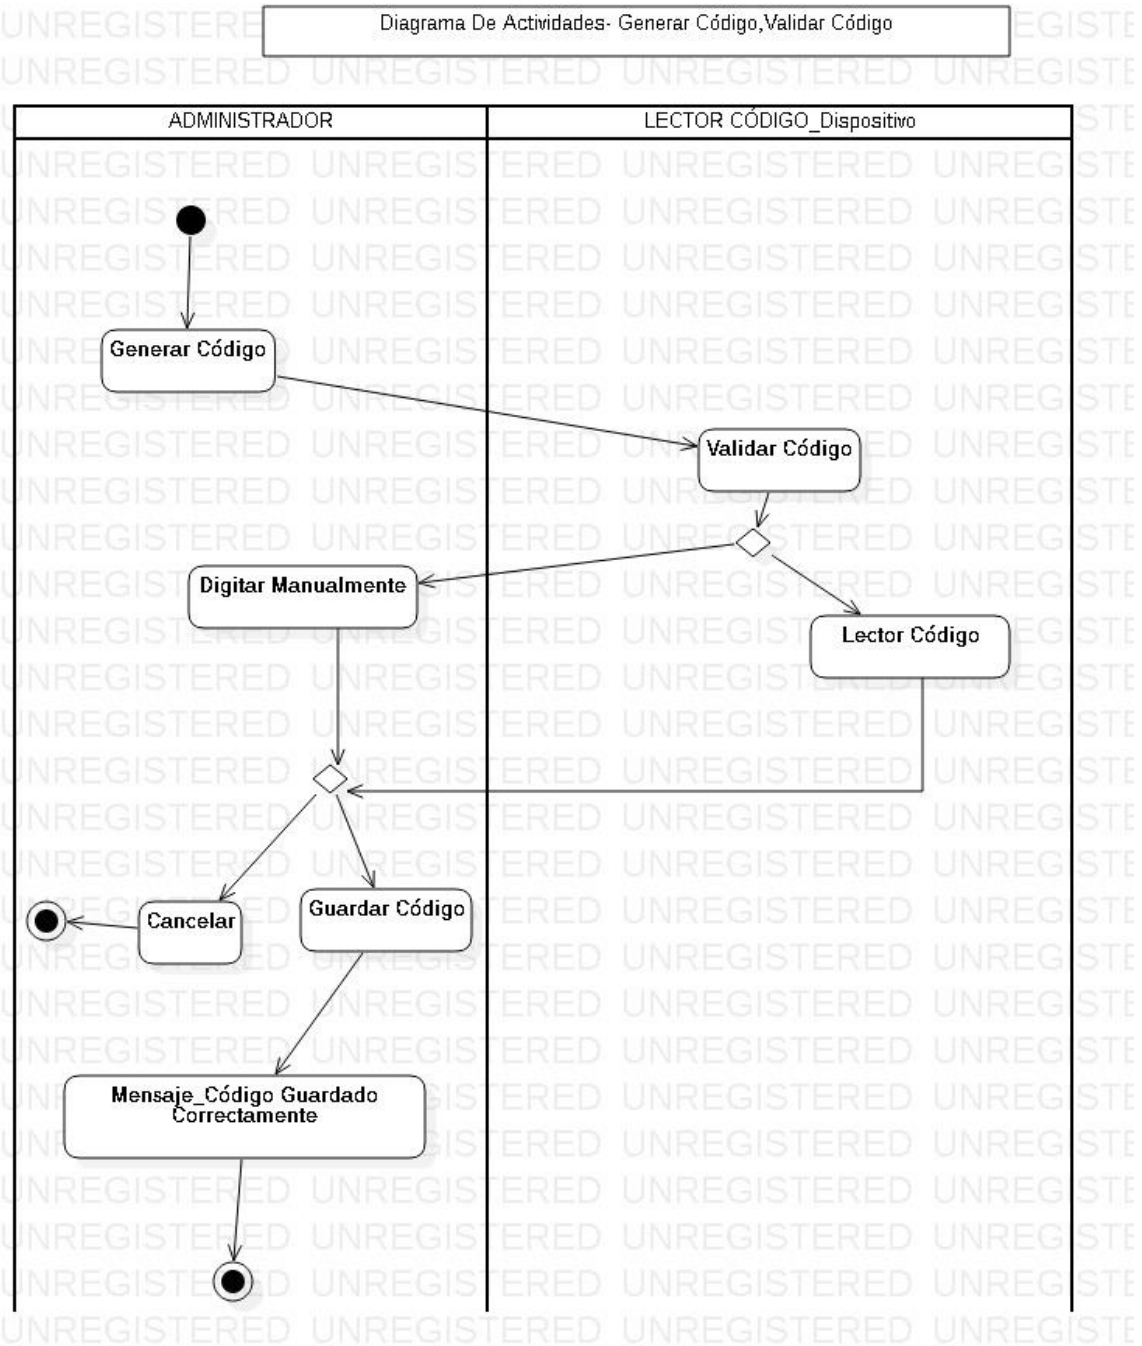 Diagrama De Actividades- Generar Código,Validar Código
ADMINISTRADOR
LECTOR CÓDIGO_Dispositivo
Generar Código
Validar Código
Digitar Manualmente
Lector Código
Cancelar
Guardar Código
Mensaje_Código Guardado
Correctamente
UNREGISTERED